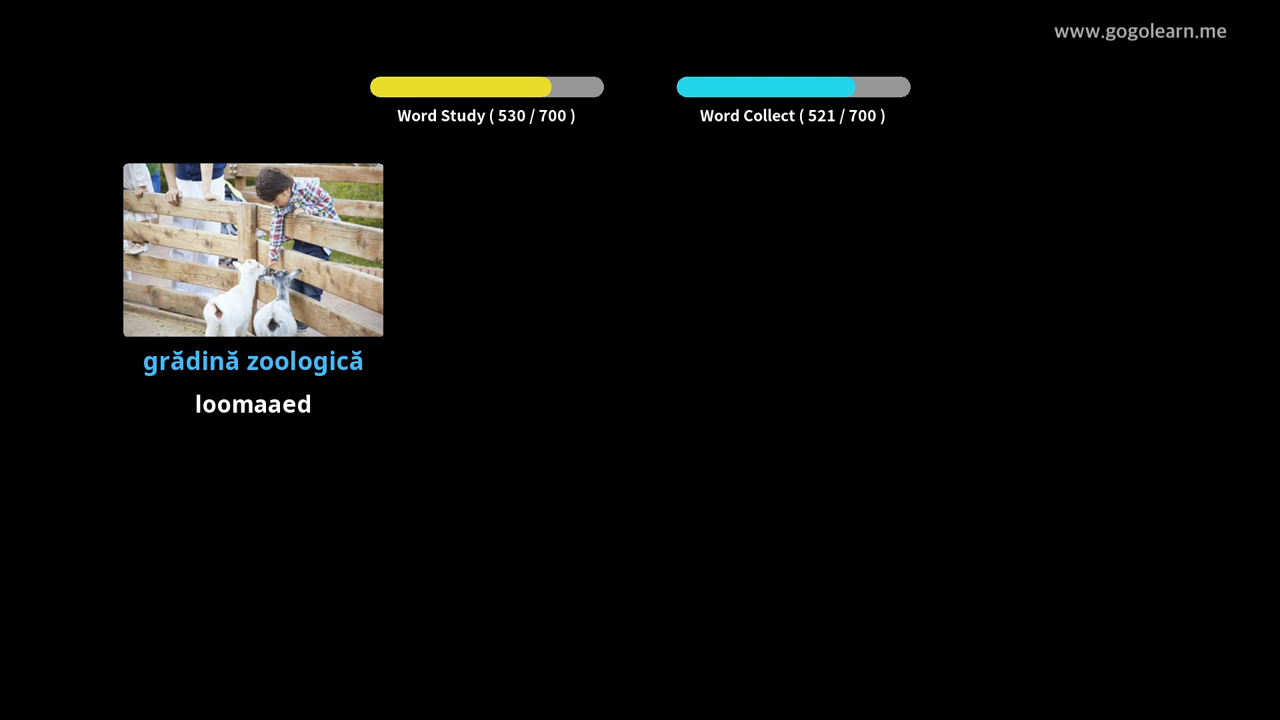 www.gogolearn.me
Word Study ( 530 / 700 )
Word Collect ( 521 / 700 )
grădină zoologică
loomaaed